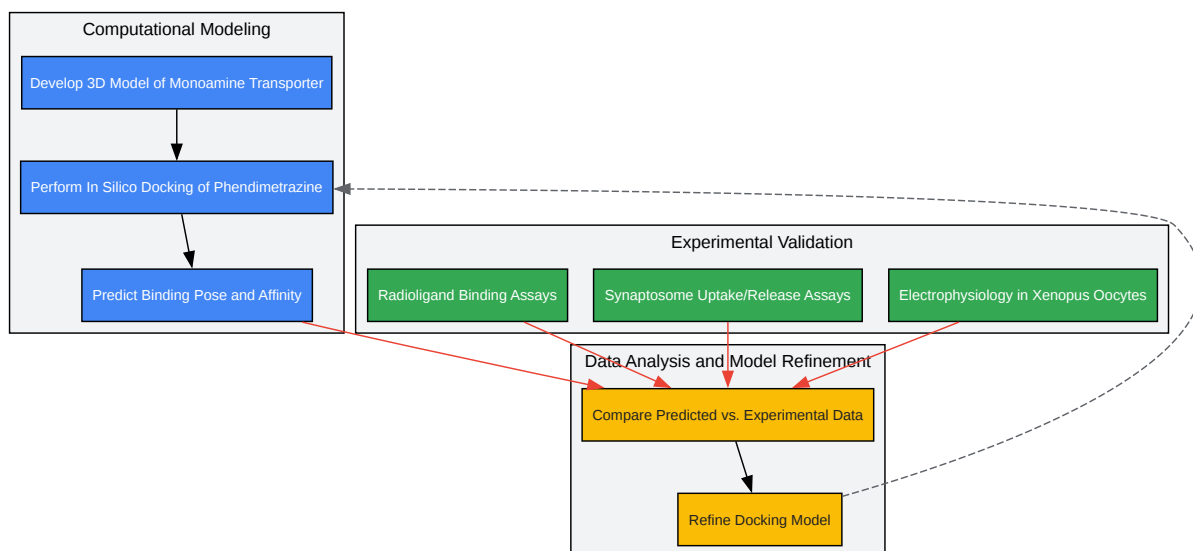 Computational Modeling
Develop 3D Model of Monoamine Transporter
Perform In Silico Docking of Phendimetrazine
Predict Binding Pose and Affinity
Experimental Validation
Radioligand Binding Assays
Synaptosome Uptake/Release Assays
Electrophysiology in Xenopus Oocytes
Data Analysis and Model Refinement
Compare Predicted vs. Experimental Data
Refine Docking Model